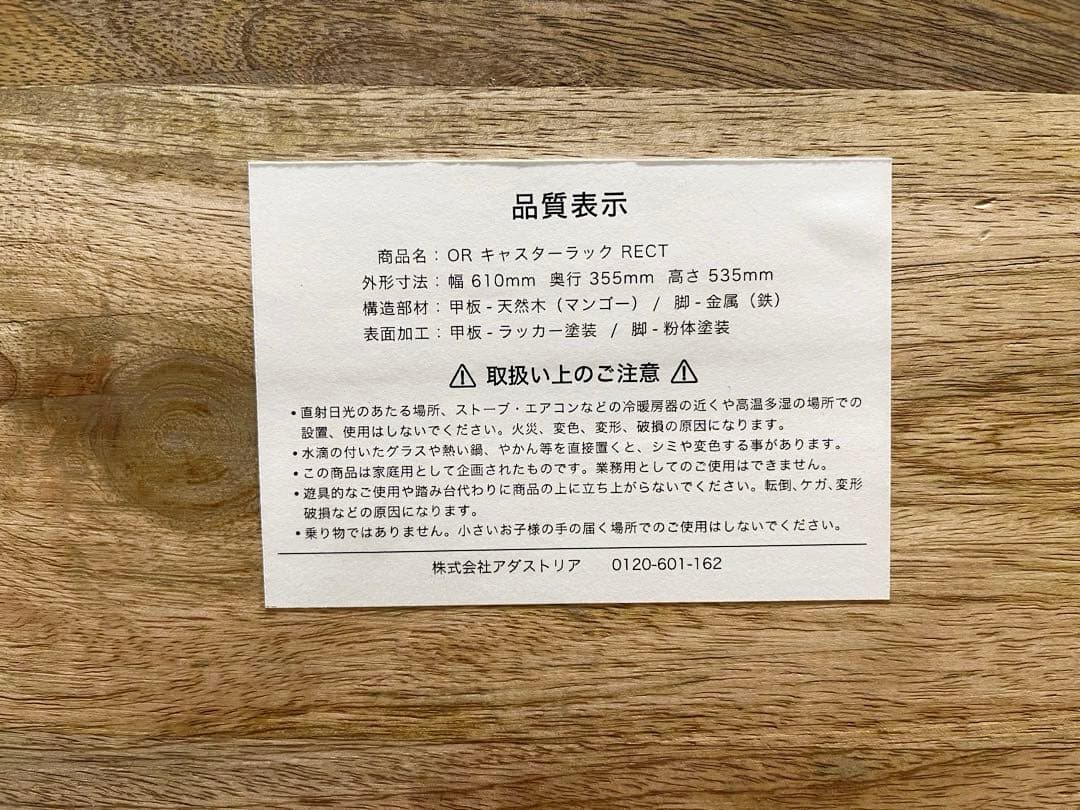 品質表示
商品名：OR キャスターラック RECT
外形寸法：幅 610mm 奥行 355mm 高さ 535mm
構造部材：甲板 - 天然木（マンゴー） / 脚 - 金属（鉄）
表面加工：甲板 - ラッカー塗装 / 脚 - 粉体塗装
⚠ 取扱い上のご注意 ⚠
•直射日光のあたる場所、ストーブ・エアコンなどの冷暖房器の近くや高温多湿の場所での
設置、使用はしないでください。火災、変色、変形、破損の原因になります。
•水滴の付いたグラスや熱い鍋、やかん等を直接置くと、シミや変色する事があります。
•この商品は家庭用として企画されたものです。業務用としてのご使用はできません。
•遊具的なご使用や踏み台代わりに商品の上に立ち上がらないでください。転倒、ケガ、変形
破損などの原因になります。
•乗り物ではありません。小さいお子様の手の届く場所でのご使用はしないでください。
株式会社アダストリア 0120-601-162